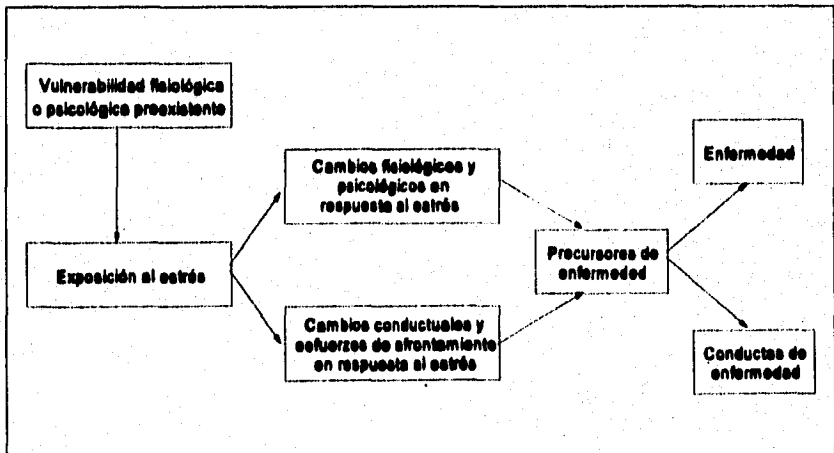 Vulnerabilidad fisiológica
o psicológica preexistente
Exposición al estrés
Cambios fisiológicos y
psicológicos en
respuesta al estrés
Cambios conductuales y
esfuerzos de afrontamiento
en respuesta al estrés
Precursores de
enfermedad
Enfermedad
Conductas de
enfermedad